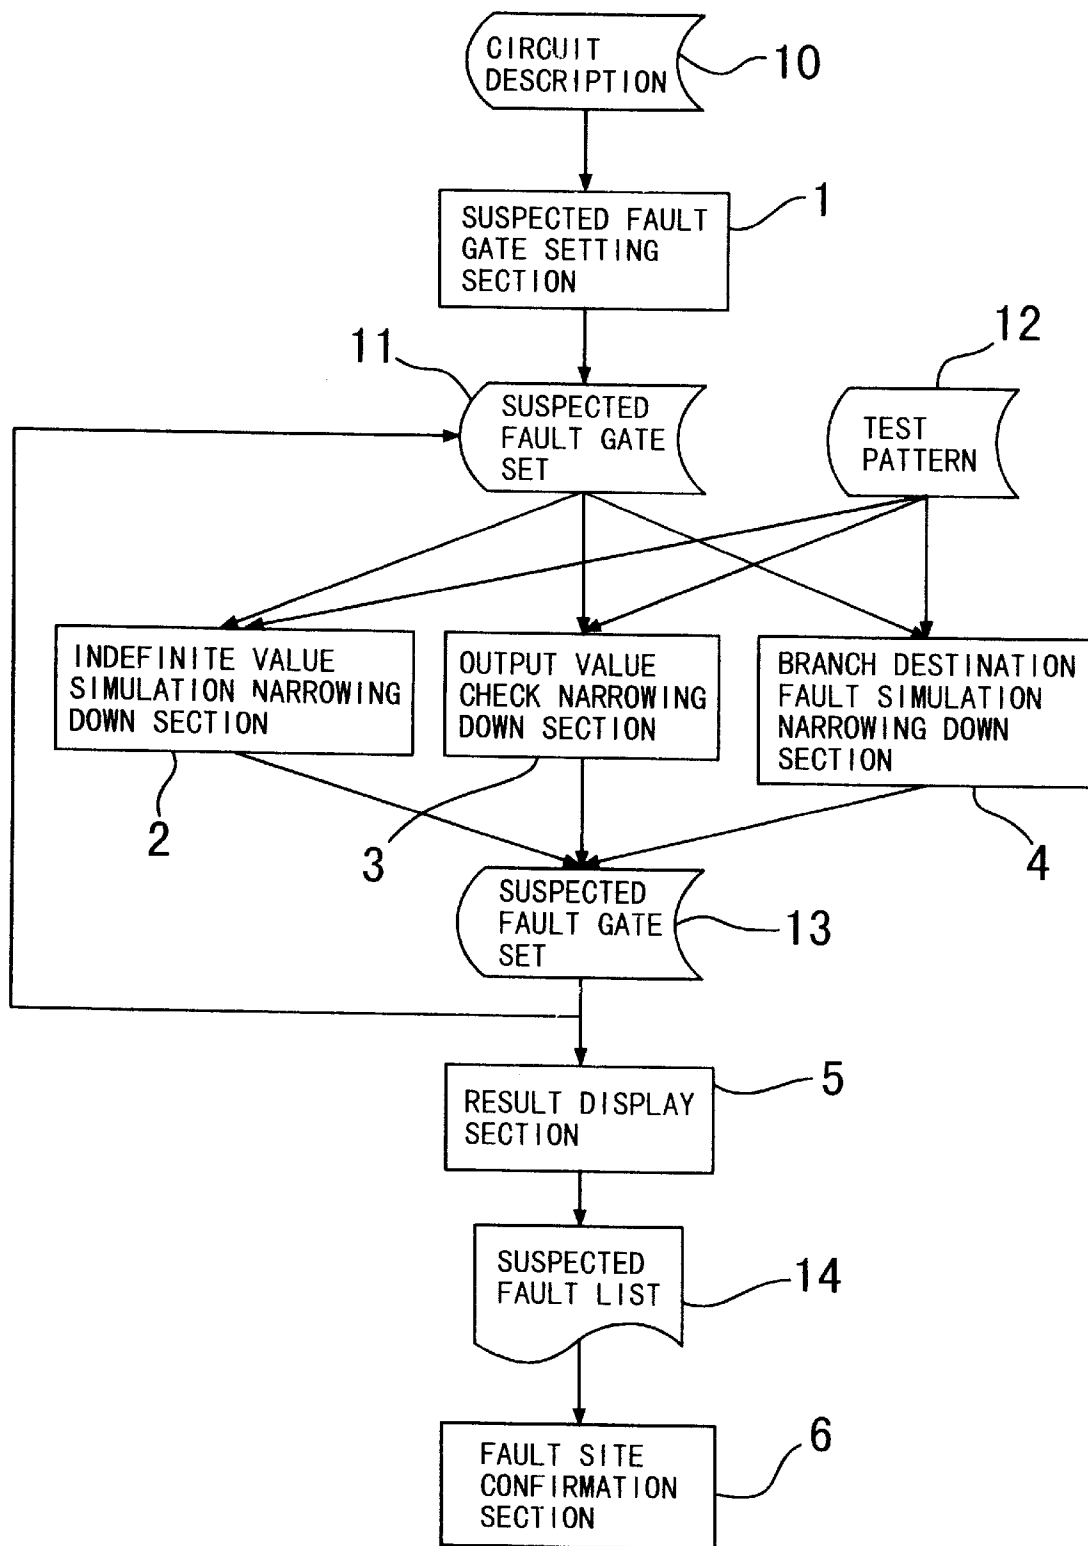 CIRCUIT
DESCRIPTION
10
1
SUSPECTED FAULT
GATE SETTING
SECTION
11
12
SUSPECTED
FAULT GATE
SET
TEST
PATTERN
INDEFINITE VALUE
SIMULATION NARROWING
DOWN SECTION
OUTPUT VALUE
CHECK NARROWING
DOWN SECTION
BRANCH DESTINATION
FAULT SIMULATION
NARROWING DOWN
SECTION
2
3
4
SUSPECTED
FAULT GATE
SET
13
5
RESULT DISPLAY
SECTION
SUSPECTED
FAULT LIST
14
6
FAULT SITE
CONFIRMATION
SECTION